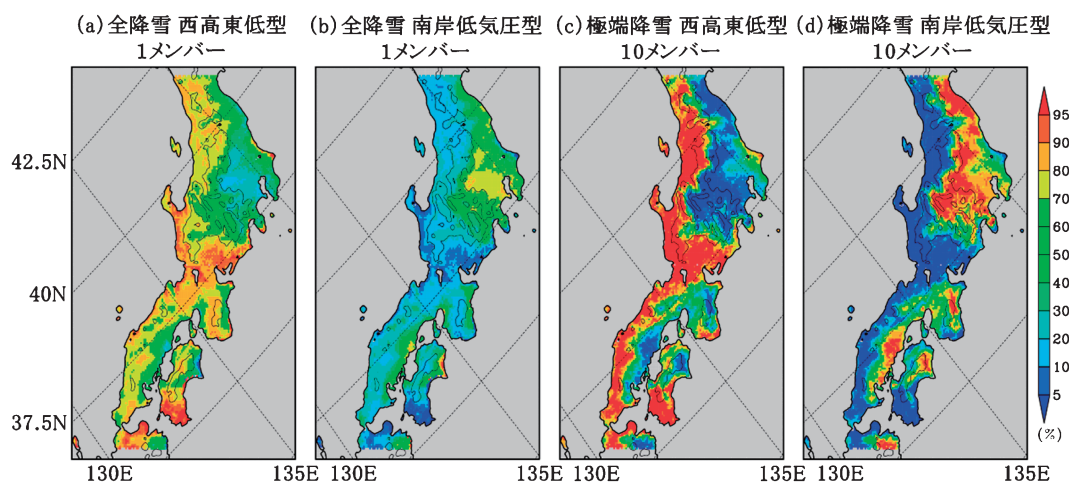 (a) 全降雪 西高東低型
1メンバー
(b) 全降雪 南岸低気圧型
1メンバー
(c) 極端降雪 西高東低型
10メンバー
(d) 極端降雪 南岸低気圧型
10メンバー
42.5N
40N
37.5N
130E
135E
130E
135E
130E
135E
130E
135E
95
90
80
70
60
40
30
20
10
5
(%)